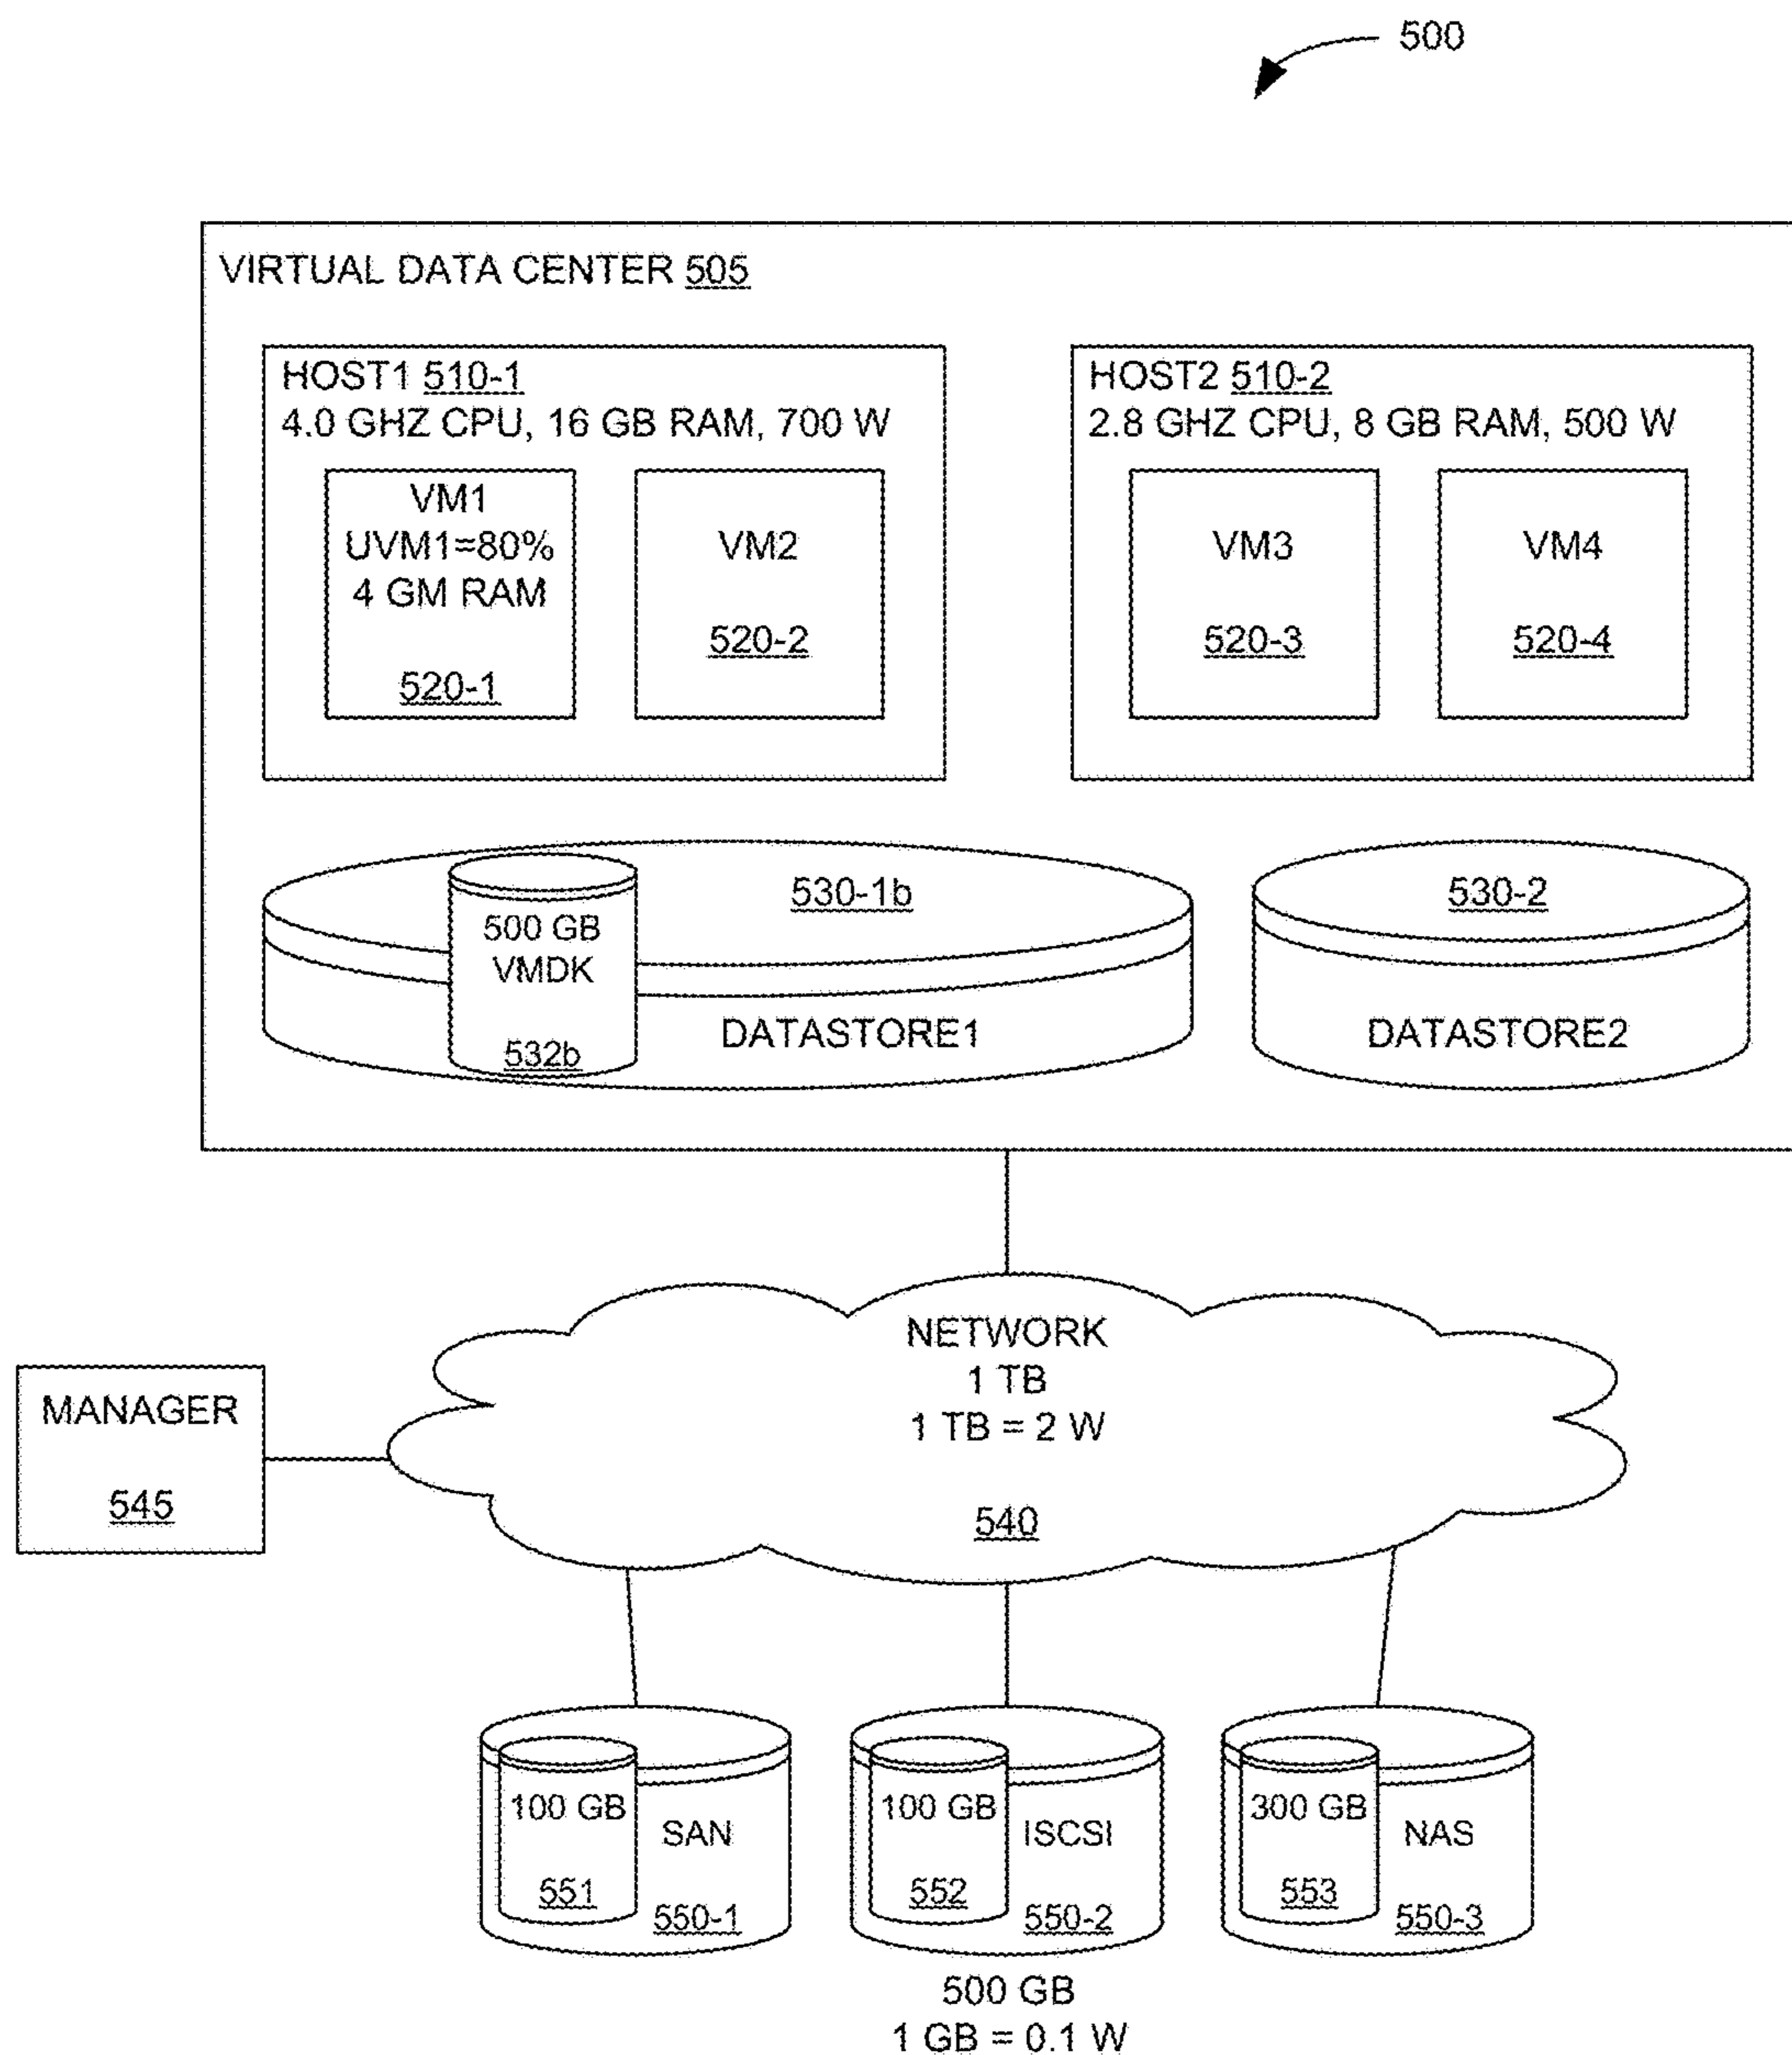 500
VIRTUAL DATA CENTER 505
HOST1 510-1
4.0 GHZ CPU, 16 GB RAM, 700 W
VM1
UVM1=80%
4 GM RAM
520-1
VM2
520-2
HOST2 510-2
2.8 GHZ CPU, 8 GB RAM, 500 W
VM3
520-3
VM4
520-4
530-1b
500 GB
VMDK
532b
DATASTORE1
530-2
DATASTORE2
NETWORK
1 TB
1 TB = 2 W
540
MANAGER
545
100 GB
551
SAN
550-1
100 GB
552
ISCSI
550-2
300 GB
553
NAS
550-3
500 GB
1 GB = 0.1 W